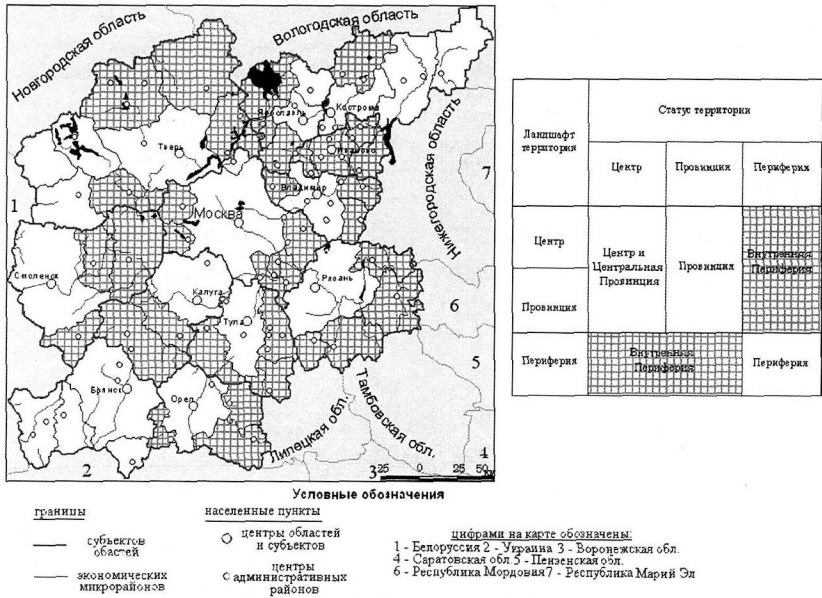 Новгородская область
Вологодская область
Нижегородская область
Тамбовская обл.
Липецкая обл.
Ярославль
Кострома
Иваново
Тверь
Владимир
Москва
Смоленск
Калуга
Рязань
Тула
Брянск
Орел
1
7
6
5
4
2
3
25 0 25 50
Ландшафт
территории
Статус территории
Центр
Провинция
Периферия
Центр
Провинция
Периферия
Центр и
Центральная
Провинция
Провинция
Внутренняя
Периферия
Внутренняя
Периферия
Периферия
Условные обозначения
границы
субъектов
обастей
экономических
микрорайонов
населенные пункты
центры областей
и субъектов
центры
административных
районов
цифрами на карте обозначены:
1 - Белоруссия 2 - Украина 3 - Воронежская обл.
4 - Саратовская обл. 5 - Пензенская обл.
6 - Республика Мордовия 7 - Республика Марий Эл